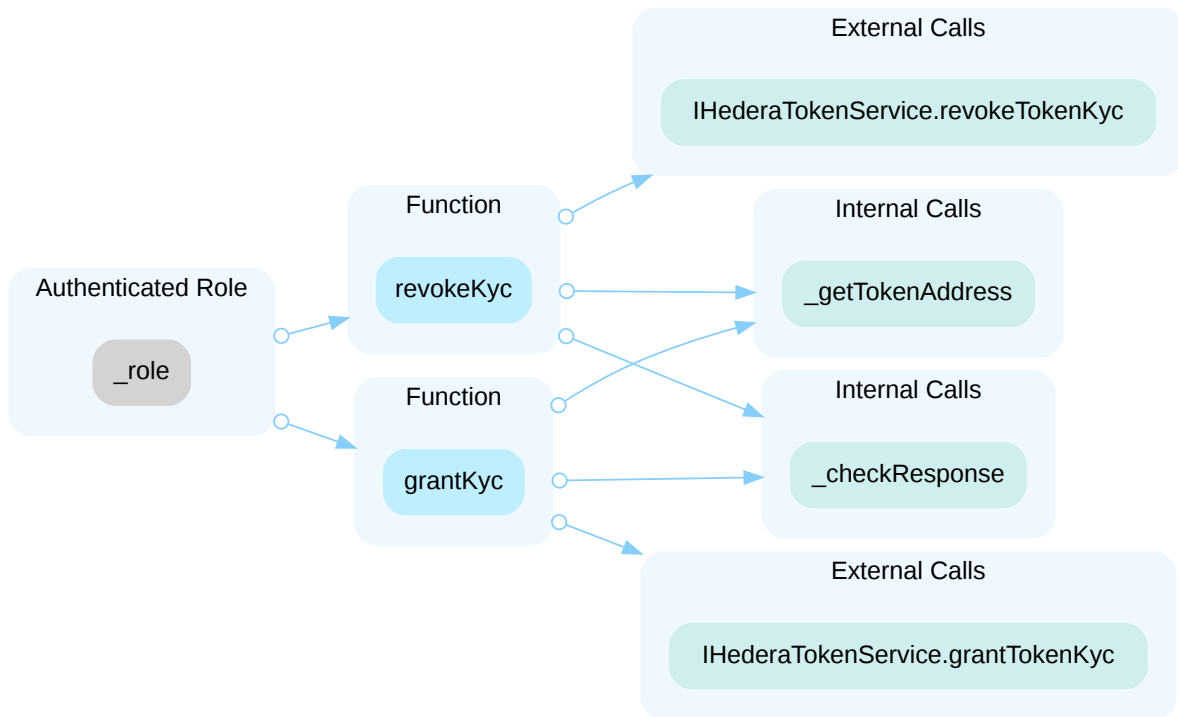 External Calls
IHederaTokenService.revokeTokenKyc
Function
revokeKyc
Internal Calls
_getTokenAddress
Authenticated Role
_role
Function
grantKyc
Internal Calls
_checkResponse
External Calls
IHederaTokenService.grantTokenKyc